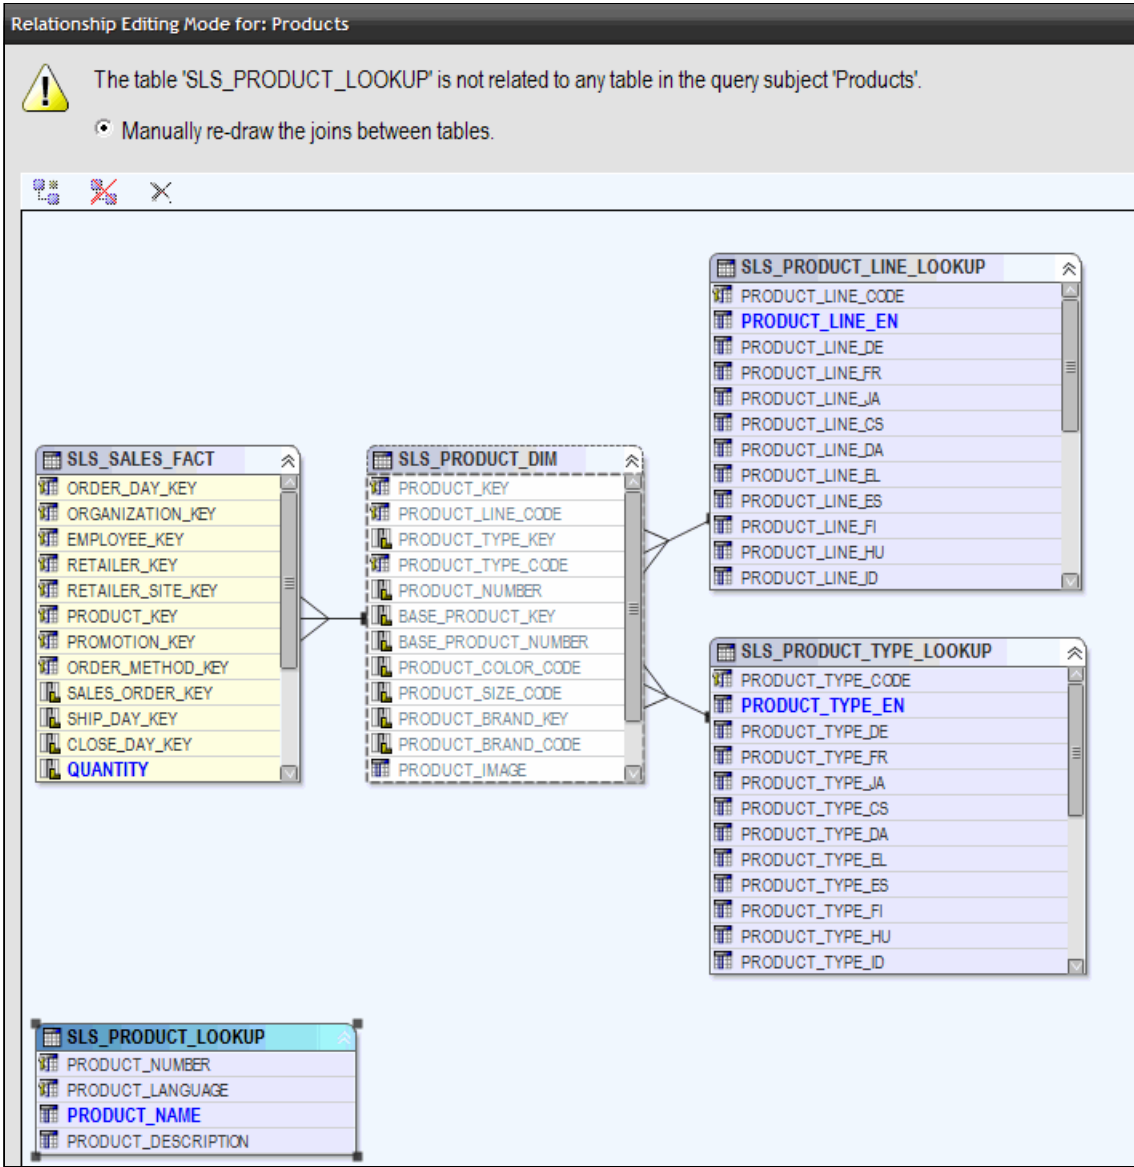 Relationship Editing Mode for: Products
The table 'SLS_PRODUCT_LOOKUP' is not related to any table in the query subject 'Products'.
Manually re-draw the joins between tables.
SLS_PRODUCT_LINE_LOOKUP
PRODUCT_LINE_CODE
PRODUCT_LINE_EN
PRODUCT_LINE_DE
PRODUCT_LINE_FR
PRODUCT_LINE_JA
PRODUCT_LINE_CS
PRODUCT_LINE_DA
PRODUCT_LINE_EL
PRODUCT_LINE_ES
PRODUCT_LINE_FI
PRODUCT_LINE_HU
PRODUCT_LINE_ID
SLS_SALES_FACT
ORDER_DAY_KEY
ORGANIZATION_KEY
EMPLOYEE_KEY
RETAILER_KEY
RETAILER_SITE_KEY
PRODUCT_KEY
PROMOTION_KEY
ORDER_METHOD_KEY
SALES_ORDER_KEY
SHIP_DAY_KEY
CLOSE_DAY_KEY
QUANTITY
SLS_PRODUCT_DIM
PRODUCT_KEY
PRODUCT_LINE_CODE
PRODUCT_TYPE_KEY
PRODUCT_TYPE_CODE
PRODUCT_NUMBER
BASE_PRODUCT_KEY
BASE_PRODUCT_NUMBER
PRODUCT_COLOR_CODE
PRODUCT_SIZE_CODE
PRODUCT_BRAND_KEY
PRODUCT_BRAND_CODE
PRODUCT_IMAGE
SLS_PRODUCT_TYPE_LOOKUP
PRODUCT_TYPE_CODE
PRODUCT_TYPE_EN
PRODUCT_TYPE_DE
PRODUCT_TYPE_FR
PRODUCT_TYPE_JA
PRODUCT_TYPE_CS
PRODUCT_TYPE_DA
PRODUCT_TYPE_EL
PRODUCT_TYPE_ES
PRODUCT_TYPE_FI
PRODUCT_TYPE_HU
PRODUCT_TYPE_ID
SLS_PRODUCT_LOOKUP
PRODUCT_NUMBER
PRODUCT_LANGUAGE
PRODUCT_NAME
PRODUCT_DESCRIPTION